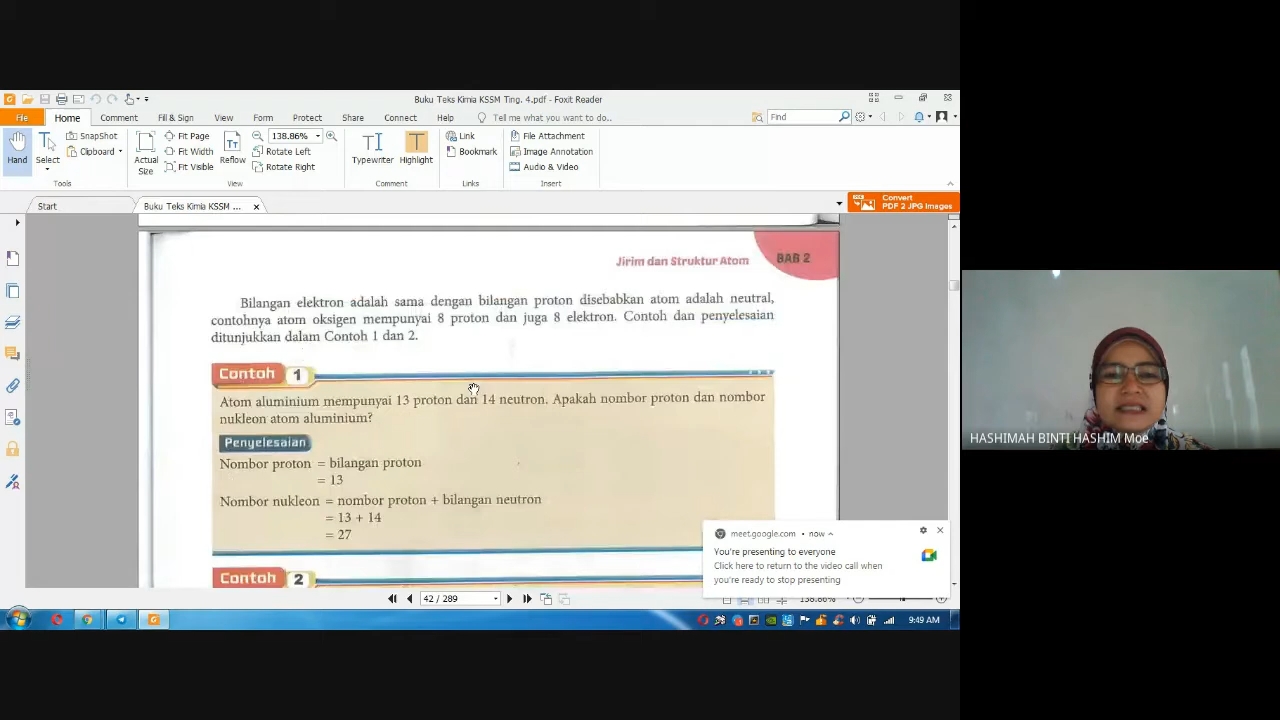 Buku Teks Kimia KSSM Ting. 4.pdf - Foxit Reader
File Home Comment Fill & Sign View Form Protect Share Connect Help Tell me what you want to do.. Find
Hand
Select
Actual Size
Reflow
SnapShot
Clipboard
Fit Page
Fit Width
Fit Visible
138.86%
Rotate Left
Rotate Right
Typewriter
Highlight
Link
Bookmark
File Attachment
Image Annotation
Audio & Video
Tools View Comment Links Insert
Start Buku Teks Kimia KSSM ...
Convert
PDF 2 JPG Images
Jirim dan Struktur Atom BAB 2
Bilangan elektron adalah sama dengan bilangan proton disebabkan atom adalah neutral,
contohnya atom oksigen mempunyai 8 proton dan juga 8 elektron. Contoh dan penyelesaian
ditunjukkan dalam Contoh 1 dan 2.
Contoh 1
Atom aluminium mempunyai 13 proton dan 14 neutron. Apakah nombor proton dan nombor
nukleon atom aluminium?
Penyelesaian
Nombor proton = bilangan proton
= 13
Nombor nukleon = nombor proton + bilangan neutron
= 13 + 14
= 27
Contoh 2
meet.google.com • now
You're presenting to everyone
Click here to return to the video call when
you're ready to stop presenting
42 / 289
138.86%
9:49 AM
HASHIMAH BINTI HASHIM Moe